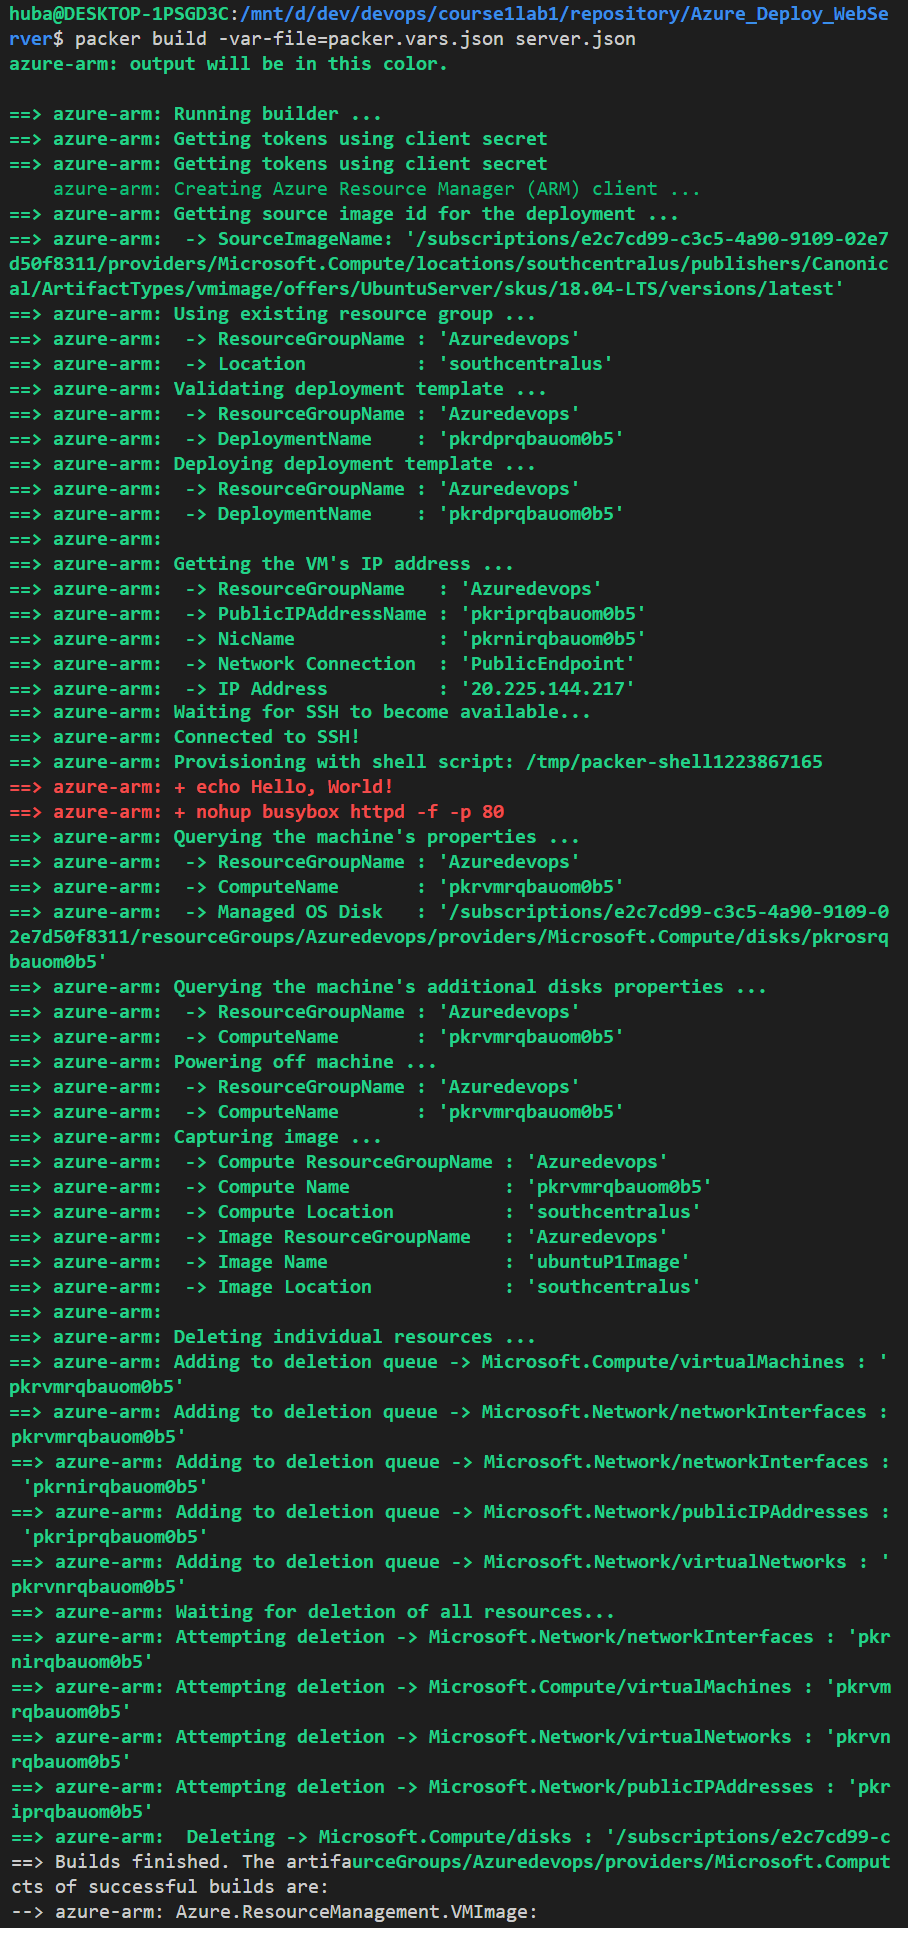 huba@DESKTOP-1PSGD3C:/mnt/d/dev/devops/course1lab1/repository/Azure_Deploy_WebSe
rver$ packer build -var-file=packer.vars.json server.json
azure-arm: output will be in this color.
==> azure-arm: Running builder ...
==> azure-arm: Getting tokens using client secret
==> azure-arm: Getting tokens using client secret
    azure-arm: Creating Azure Resource Manager (ARM) client ...
==> azure-arm: Getting source image id for the deployment ...
==> azure-arm:  -> SourceImageName: '/subscriptions/e2c7cd99-c3c5-4a90-9109-02e7
d50f8311/providers/Microsoft.Compute/locations/southcentralus/publishers/Canonic
al/ArtifactTypes/vmimage/offers/UbuntuServer/skus/18.04-LTS/versions/latest'
==> azure-arm: Using existing resource group ...
==> azure-arm:  -> ResourceGroupName : 'Azuredevops'
==> azure-arm:  -> Location          : 'southcentralus'
==> azure-arm: Validating deployment template ...
==> azure-arm:  -> ResourceGroupName : 'Azuredevops'
==> azure-arm:  -> DeploymentName    : 'pkrdprqbauom0b5'
==> azure-arm: Deploying deployment template ...
==> azure-arm:  -> ResourceGroupName : 'Azuredevops'
==> azure-arm:  -> DeploymentName    : 'pkrdprqbauom0b5'
==> azure-arm:
==> azure-arm: Getting the VM's IP address ...
==> azure-arm:  -> ResourceGroupName   : 'Azuredevops'
==> azure-arm:  -> PublicIPAddressName : 'pkriprqbauom0b5'
==> azure-arm:  -> NicName             : 'pkrnirqbauom0b5'
==> azure-arm:  -> Network Connection  : 'PublicEndpoint'
==> azure-arm:  -> IP Address          : '20.225.144.217'
==> azure-arm: Waiting for SSH to become available...
==> azure-arm: Connected to SSH!
==> azure-arm: Provisioning with shell script: /tmp/packer-shell1223867165
==> azure-arm: + echo Hello, World!
==> azure-arm: + nohup busybox httpd -f -p 80
==> azure-arm: Querying the machine's properties ...
==> azure-arm:  -> ResourceGroupName : 'Azuredevops'
==> azure-arm:  -> ComputeName       : 'pkrvmrqbauom0b5'
==> azure-arm:  -> Managed OS Disk   : '/subscriptions/e2c7cd99-c3c5-4a90-9109-0
2e7d50f8311/resourceGroups/Azuredevops/providers/Microsoft.Compute/disks/pkrosrq
bauom0b5'
==> azure-arm: Querying the machine's additional disks properties ...
==> azure-arm:  -> ResourceGroupName : 'Azuredevops'
==> azure-arm:  -> ComputeName       : 'pkrvmrqbauom0b5'
==> azure-arm: Powering off machine ...
==> azure-arm:  -> ResourceGroupName : 'Azuredevops'
==> azure-arm:  -> ComputeName       : 'pkrvmrqbauom0b5'
==> azure-arm: Capturing image ...
==> azure-arm:  -> Compute ResourceGroupName : 'Azuredevops'
==> azure-arm:  -> Compute Name              : 'pkrvmrqbauom0b5'
==> azure-arm:  -> Compute Location          : 'southcentralus'
==> azure-arm:  -> Image ResourceGroupName   : 'Azuredevops'
==> azure-arm:  -> Image Name                : 'ubuntuP1Image'
==> azure-arm:  -> Image Location            : 'southcentralus'
==> azure-arm:
==> azure-arm: Deleting individual resources ...
==> azure-arm: Adding to deletion queue -> Microsoft.Compute/virtualMachines : '
pkrvmrqbauom0b5'
==> azure-arm: Adding to deletion queue -> Microsoft.Network/networkInterfaces :
pkrvmrqbauom0b5'
==> azure-arm: Adding to deletion queue -> Microsoft.Network/networkInterfaces :
 'pkrnirqbauom0b5'
==> azure-arm: Adding to deletion queue -> Microsoft.Network/publicIPAddresses :
 'pkriprqbauom0b5'
==> azure-arm: Adding to deletion queue -> Microsoft.Network/virtualNetworks : '
pkrvnrqbauom0b5'
==> azure-arm: Waiting for deletion of all resources...
==> azure-arm: Attempting deletion -> Microsoft.Network/networkInterfaces : 'pkr
nirqbauom0b5'
==> azure-arm: Attempting deletion -> Microsoft.Compute/virtualMachines : 'pkrvm
rqbauom0b5'
==> azure-arm: Attempting deletion -> Microsoft.Network/virtualNetworks : 'pkrvn
rqbauom0b5'
==> azure-arm: Attempting deletion -> Microsoft.Network/publicIPAddresses : 'pkr
iprqbauom0b5'
==> azure-arm:  Deleting -> Microsoft.Compute/disks : '/subscriptions/e2c7cd99-c
==> Builds finished. The artifaurceGroups/Azuredevops/providers/Microsoft.Comput
cts of successful builds are:
--> azure-arm: Azure.ResourceManagement.VMImage: